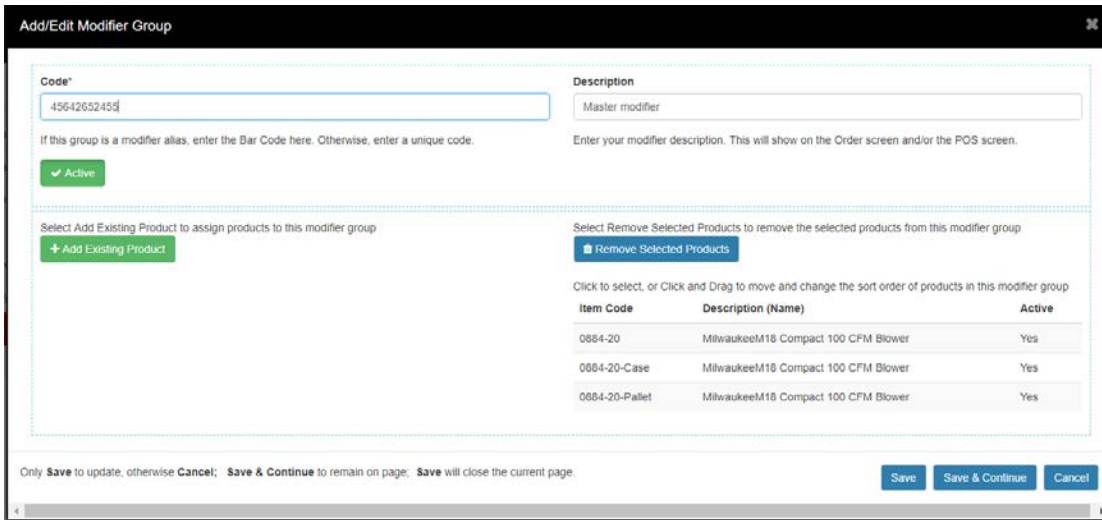 Add/Edit Modifier Group
Code*
Description
45642652455
Master modifier
If this group is a modifier alias, enter the Bar Code here. Otherwise, enter a unique code.
Enter your modifier description. This will show on the Order screen and/or the POS screen.
Active
Select Add Existing Product to assign products to this modifier group
Select Remove Selected Products to remove the selected products from this modifier group
+ Add Existing Product
Remove Selected Products
Click to select, or Click and Drag to move and change the sort order of products in this modifier group
Item Code Description (Name) Active
0884-20 MilwaukeeM18 Compact 100 CFM Blower Yes
0884-20-Case MilwaukeeM18 Compact 100 CFM Blower Yes
0884-20-Pallet MilwaukeeM18 Compact 100 CFM Blower Yes
Only Save to update, otherwise Cancel; Save & Continue to remain on page; Save will close the current page.
Save Save & Continue Cancel